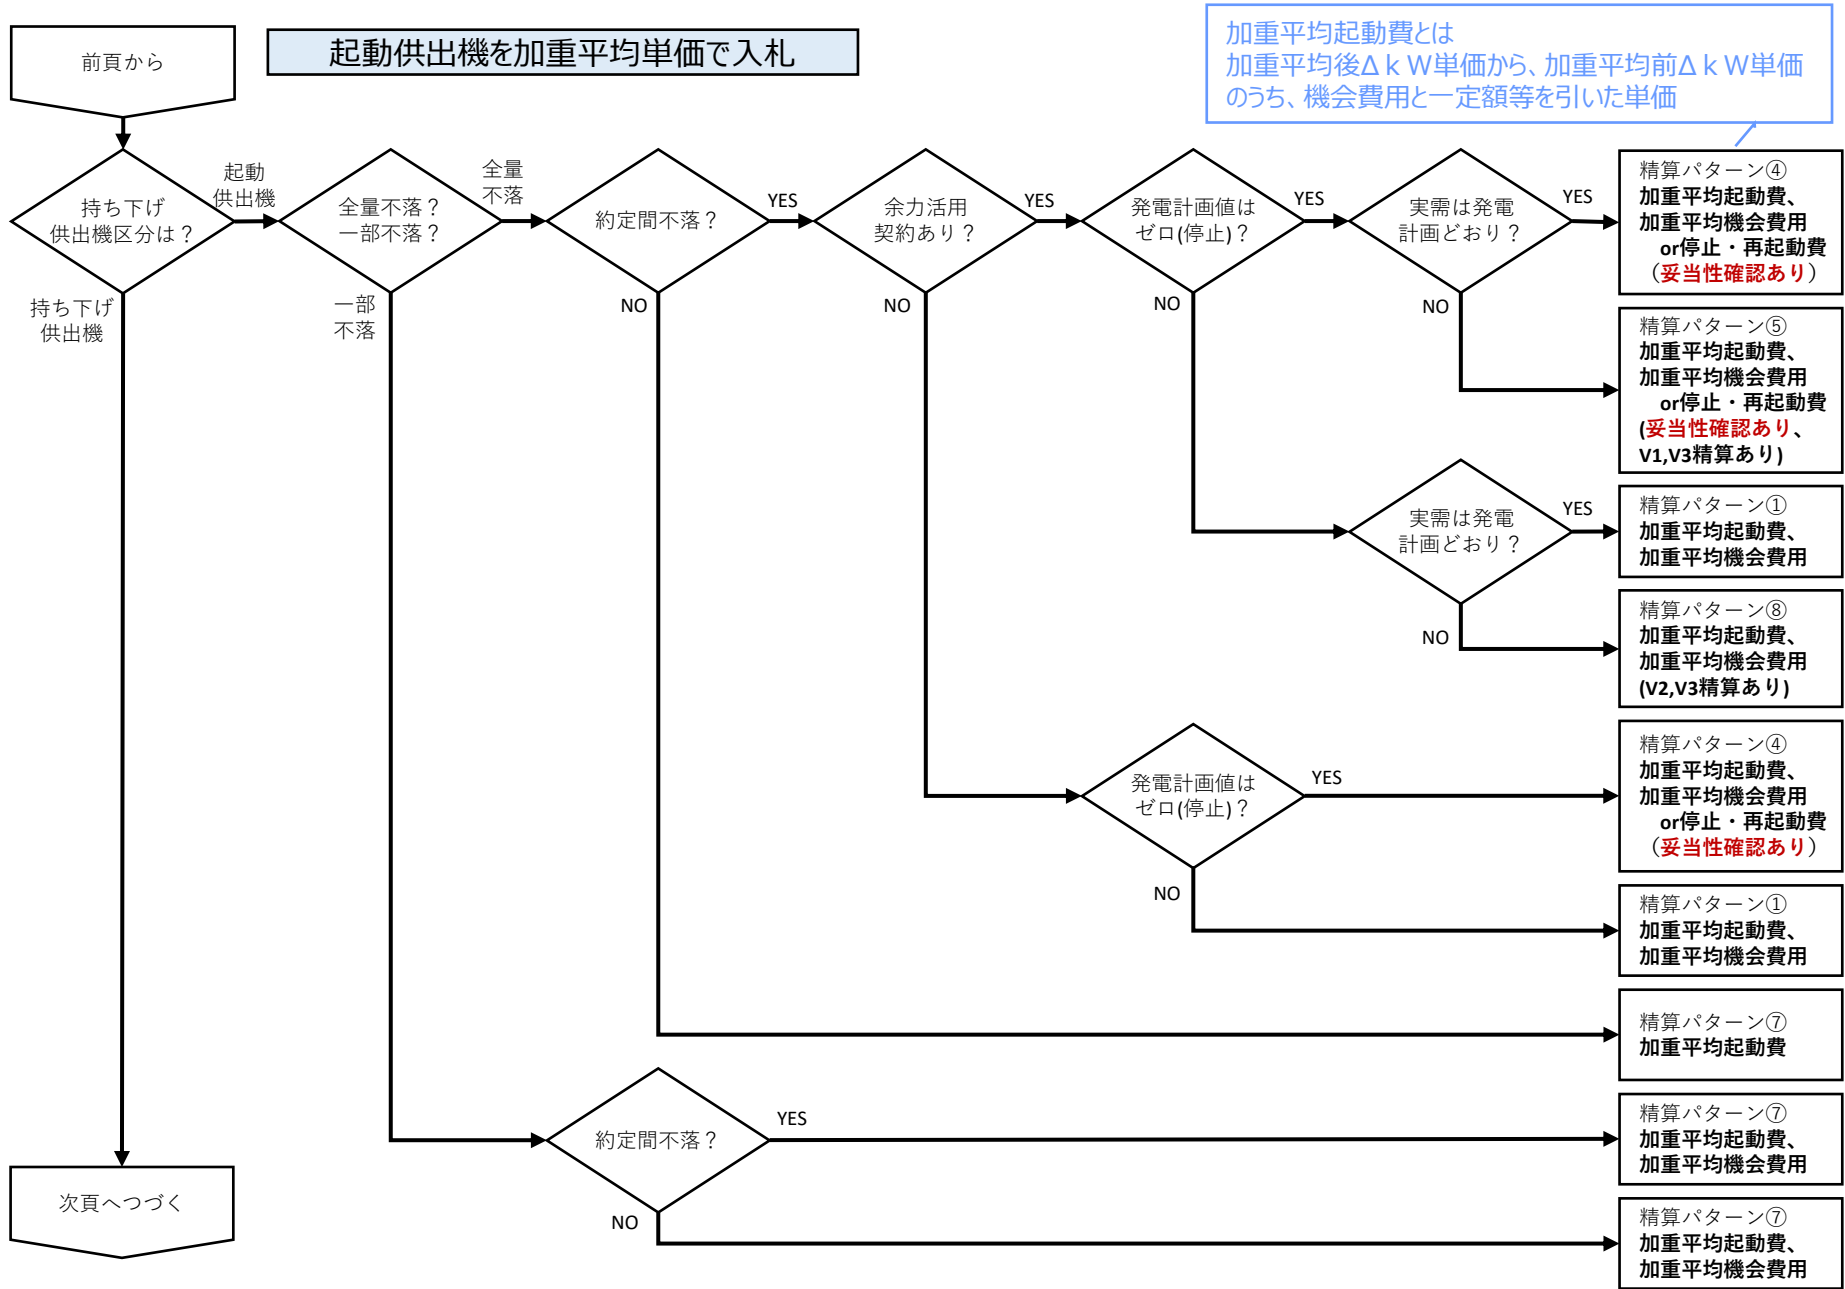 前頁から
起動供出機を加重平均単価で入札
加重平均起動費とは
加重平均後ΔｋＷ単価から、加重平均前ΔｋＷ単価
のうち、機会費用と一定額等を引いた単価
持ち下げ
供出機区分は？
起動
供出機
持ち下げ
供出機
全量不落？
一部不落？
全量
不落
一部
不落
約定間不落？
YES
NO
余力活用
契約あり？
YES
NO
発電計画値は
ゼロ(停止)？
YES
NO
実需は発電
計画どおり？
YES
NO
精算パターン④
加重平均起動費、
加重平均機会費用
or停止・再起動費
（妥当性確認あり）
精算パターン⑤
加重平均起動費、
加重平均機会費用
or停止・再起動費
(妥当性確認あり、
V1,V3精算あり)
実需は発電
計画どおり？
YES
NO
精算パターン①
加重平均起動費、
加重平均機会費用
精算パターン⑧
加重平均起動費、
加重平均機会費用
(V2,V3精算あり)
発電計画値は
ゼロ(停止)？
YES
NO
精算パターン④
加重平均起動費、
加重平均機会費用
or停止・再起動費
（妥当性確認あり）
精算パターン①
加重平均起動費、
加重平均機会費用
精算パターン⑦
加重平均起動費
約定間不落？
YES
NO
精算パターン⑦
加重平均起動費、
加重平均機会費用
精算パターン⑦
加重平均起動費、
加重平均機会費用
次頁へつづく